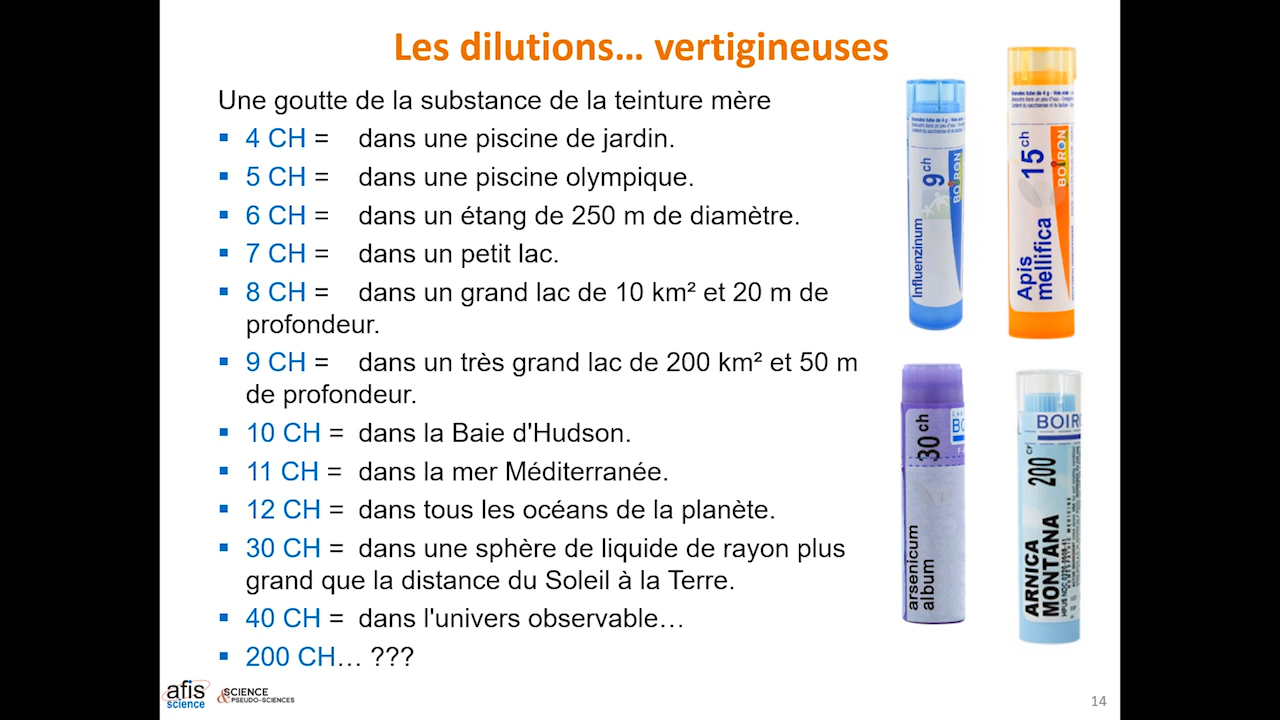 Les dilutions… vertigineuses
Une goutte de la substance de la teinture mère
▪ 4 CH = dans une piscine de jardin.
▪ 5 CH = dans une piscine olympique.
▪ 6 CH = dans un étang de 250 m de diamètre.
▪ 7 CH = dans un petit lac.
▪ 8 CH = dans un grand lac de 10 km² et 20 m de
profondeur.
▪ 9 CH = dans un très grand lac de 200 km² et 50 m
de profondeur.
▪ 10 CH = dans la Baie d'Hudson.
▪ 11 CH = dans la mer Méditerranée.
▪ 12 CH = dans tous les océans de la planète.
▪ 30 CH = dans une sphère de liquide de rayon plus
grand que la distance du Soleil à la Terre.
▪ 40 CH = dans l'univers observable…
▪ 200 CH… ???
Influenzinum
9 ch
BOIRON
Apis
mellifica
15 ch
BOIRON
arsenicum
album
30 ch
ARNICA
MONTANA
200
afis
science
SCIENCE
& PSEUDO-SCIENCES
14